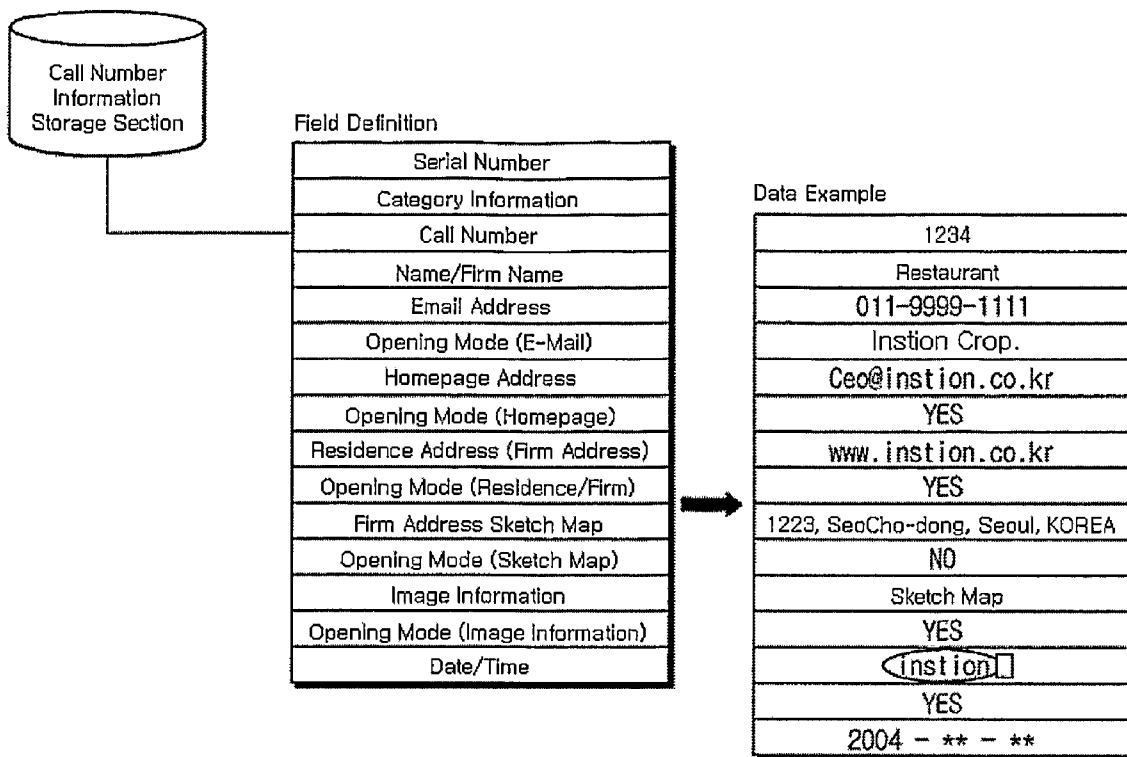 Call Number
Information
Storage Section
Field Definition
Serial Number
Category Information
Call Number
Name/Firm Name
Email Address
Opening Mode (E-Mail)
Homepage Address
Opening Mode (Homepage)
Residence Address (Firm Address)
Opening Mode (Residence/Firm)
Firm Address Sketch Map
Opening Mode (Sketch Map)
Image Information
Opening Mode (Image Information)
Date/Time
Data Example
1234
Restaurant
011-9999-1111
Instion Crop.
Ceo@instion.co.kr
YES
www.instion.co.kr
YES
1223, SeoCho-dong, Seoul, KOREA
NO
Sketch Map
YES
instion
YES
2004 - ** - **